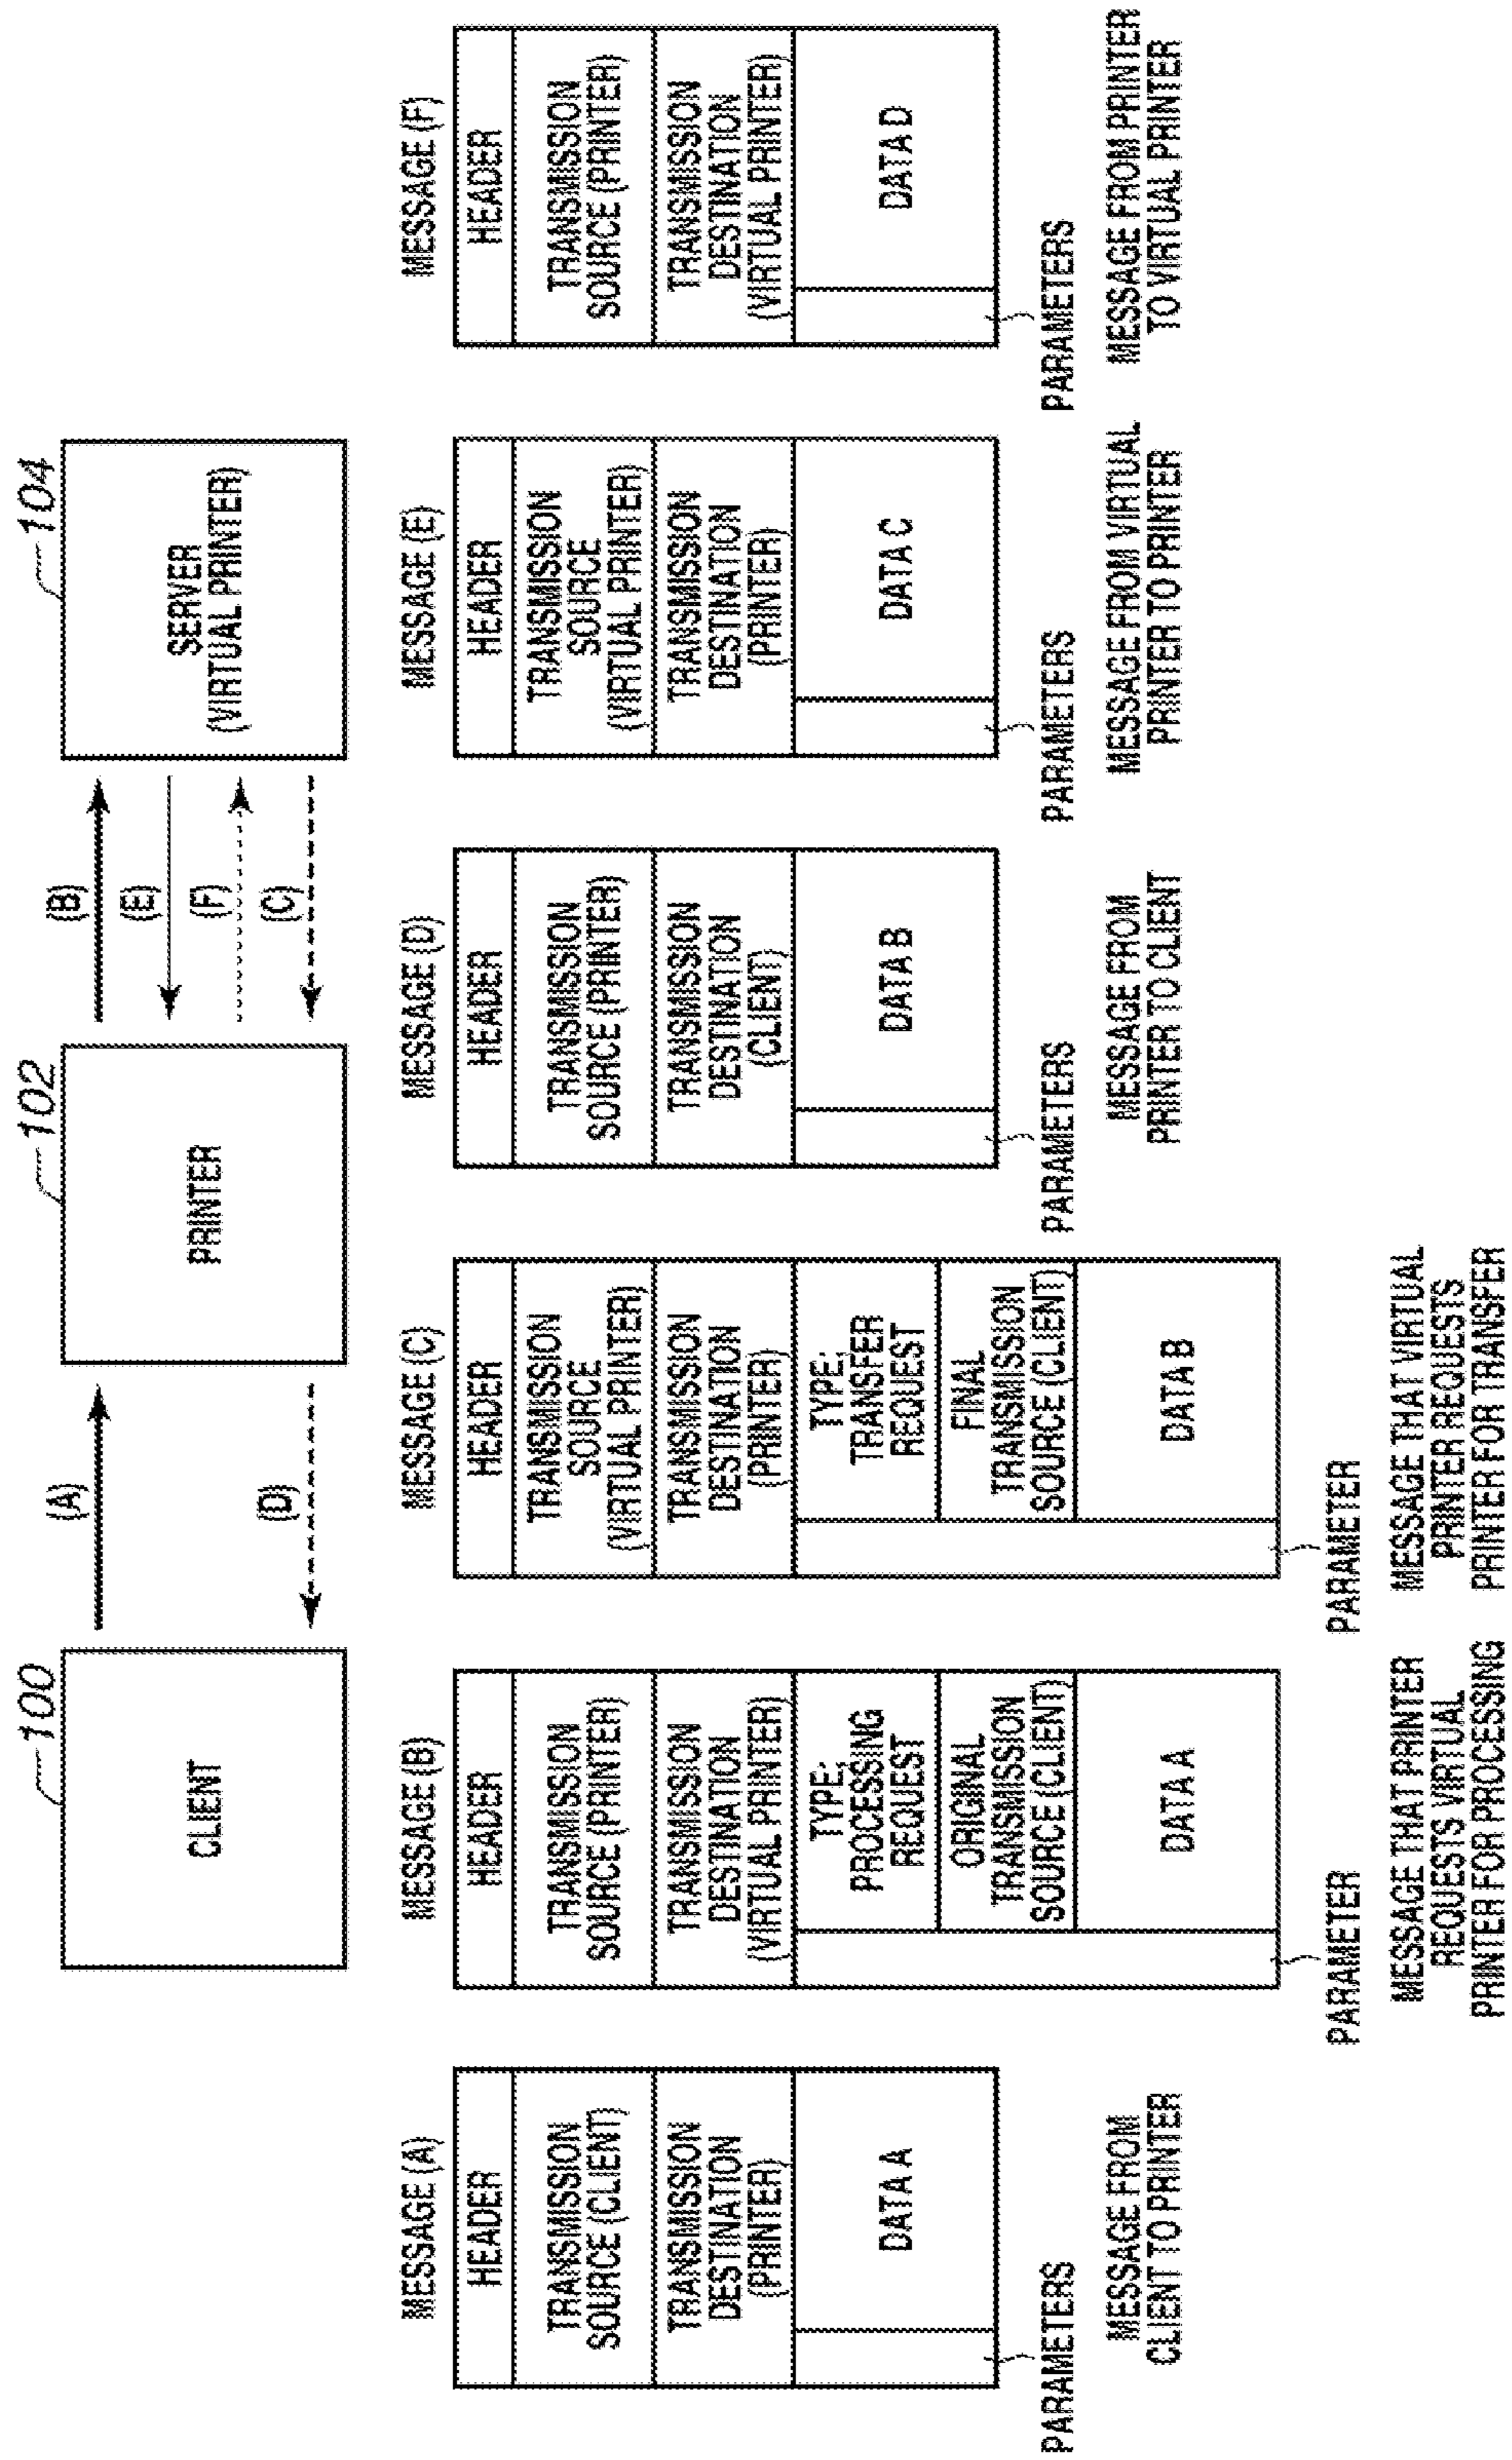 100
CLIENT
(A)
(D)
102
PRINTER
(B)
(E)
(F)
(C)
104
SERVER
(VIRTUAL PRINTER)
MESSAGE (A)
HEADER
TRANSMISSION
SOURCE (CLIENT)
TRANSMISSION
DESTINATION
(PRINTER)
DATA A
PARAMETERS
MESSAGE FROM
CLIENT TO PRINTER
MESSAGE (B)
HEADER
TRANSMISSION
SOURCE (PRINTER)
TRANSMISSION
DESTINATION
(VIRTUAL PRINTER)
TYPE:
PROCESSING
REQUEST
ORIGINAL
TRANSMISSION
SOURCE (CLIENT)
DATA A
PARAMETER
MESSAGE THAT PRINTER
REQUESTS VIRTUAL
PRINTER FOR PROCESSING
MESSAGE (C)
HEADER
TRANSMISSION
SOURCE
(VIRTUAL PRINTER)
TRANSMISSION
DESTINATION
(PRINTER)
TYPE:
TRANSFER
REQUEST
FINAL
TRANSMISSION
SOURCE (CLIENT)
DATA B
PARAMETER
MESSAGE THAT VIRTUAL
PRINTER REQUESTS
PRINTER FOR TRANSFER
MESSAGE (D)
HEADER
TRANSMISSION
SOURCE (PRINTER)
TRANSMISSION
DESTINATION
(CLIENT)
DATA B
PARAMETERS
MESSAGE FROM
PRINTER TO CLIENT
MESSAGE (E)
HEADER
TRANSMISSION
SOURCE
(VIRTUAL PRINTER)
TRANSMISSION
DESTINATION
(PRINTER)
DATA C
PARAMETERS
MESSAGE FROM VIRTUAL
PRINTER TO PRINTER
MESSAGE (F)
HEADER
TRANSMISSION
SOURCE (PRINTER)
TRANSMISSION
DESTINATION
(VIRTUAL PRINTER)
DATA D
PARAMETERS
MESSAGE FROM PRINTER
TO VIRTUAL PRINTER